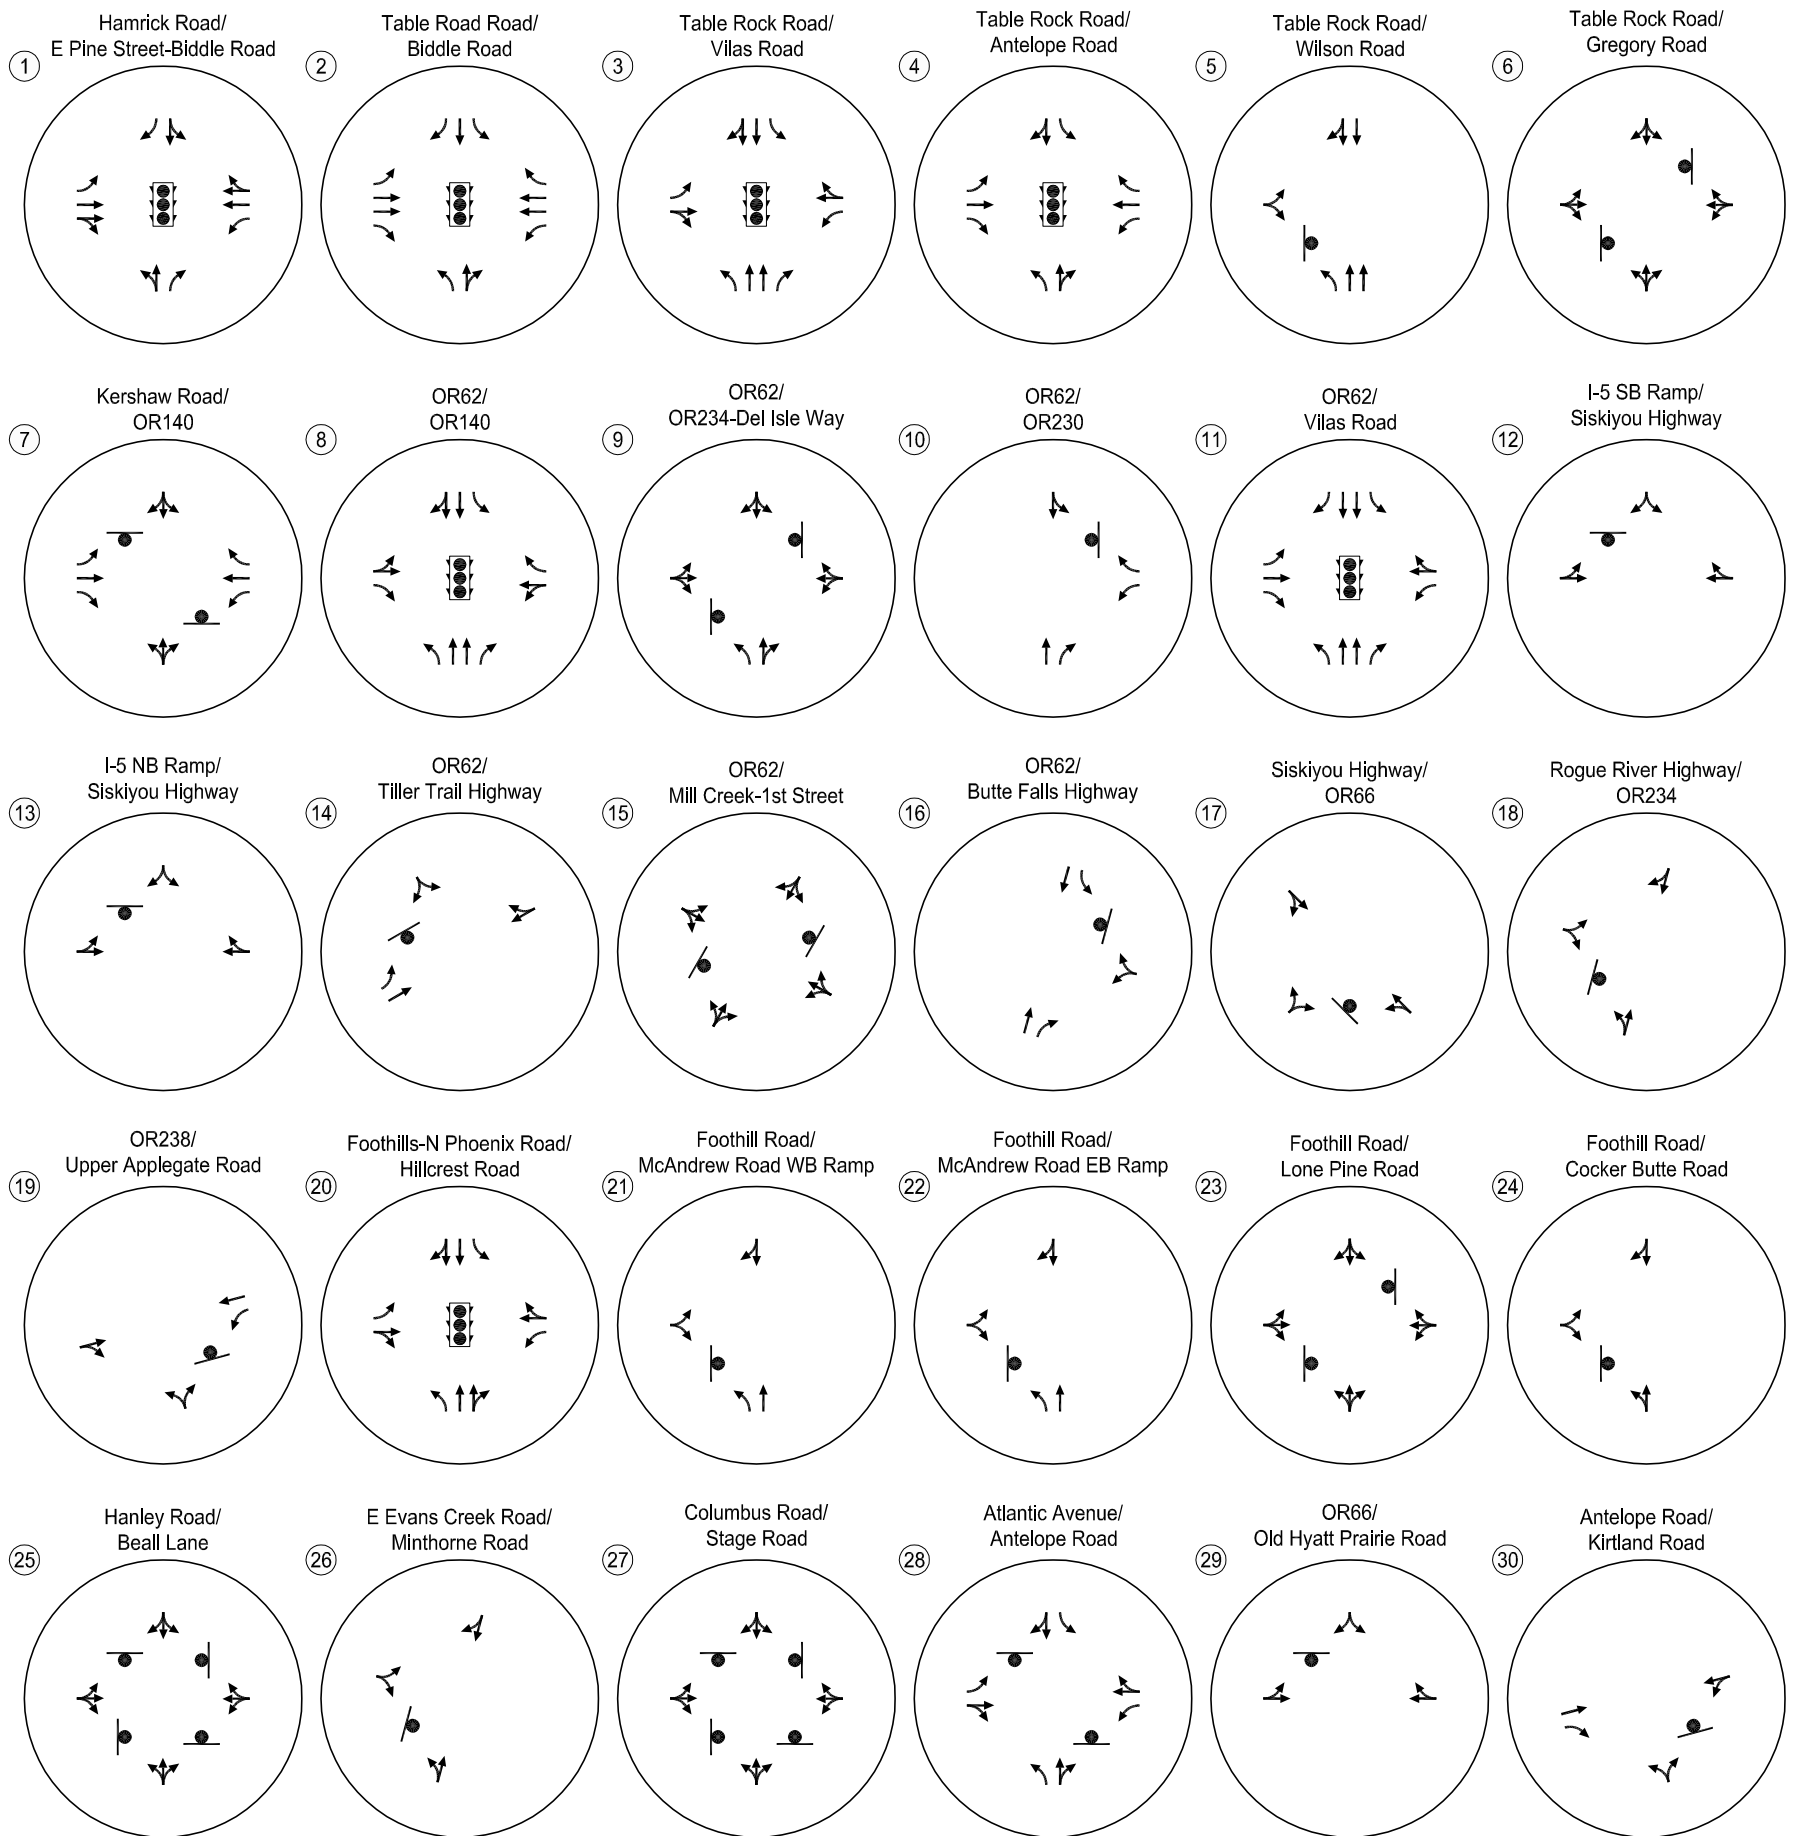 Hamrick Road/
E Pine Street-Biddle Road
1
Table Road Road/
Biddle Road
2
Table Rock Road/
Vilas Road
3
Table Rock Road/
Antelope Road
4
Table Rock Road/
Wilson Road
5
Table Rock Road/
Gregory Road
6
Kershaw Road/
OR140
7
OR62/
OR140
8
OR62/
OR234-Del Isle Way
9
OR62/
OR230
10
OR62/
Vilas Road
11
I-5 SB Ramp/
Siskiyou Highway
12
I-5 NB Ramp/
Siskiyou Highway
13
OR62/
Tiller Trail Highway
14
OR62/
Mill Creek-1st Street
15
OR62/
Butte Falls Highway
16
Siskiyou Highway/
OR66
17
Rogue River Highway/
OR234
18
OR238/
Upper Applegate Road
19
Foothills-N Phoenix Road/
Hillcrest Road
20
Foothill Road/
McAndrew Road WB Ramp
21
Foothill Road/
McAndrew Road EB Ramp
22
Foothill Road/
Lone Pine Road
23
Foothill Road/
Cocker Butte Road
24
Hanley Road/
Beall Lane
25
E Evans Creek Road/
Minthorne Road
26
Columbus Road/
Stage Road
27
Atlantic Avenue/
Antelope Road
28
OR66/
Old Hyatt Prairie Road
29
Antelope Road/
Kirtland Road
30